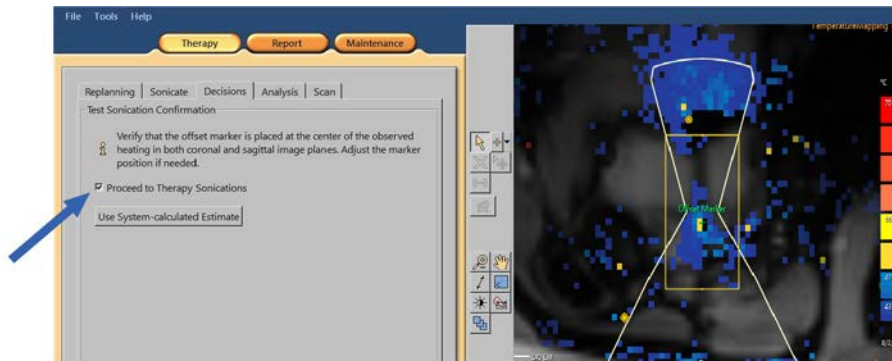 File Tools Help
TemperatureMapping
Therapy Report Maintenance
Replanning Sonicate Decisions Analysis Scan
Test Sonication Confirmation
Verify that the offset marker is placed at the center of the observed
heating in both coronal and sagittal image planes. Adjust the marker
position if needed.
Proceed to Therapy Sonications
Use System-calculated Estimate
Offset Marker
°C